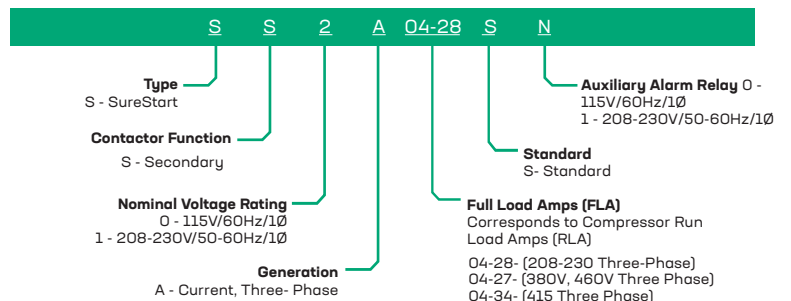 S S 2 A 04-28 S N
Type
S - SureStart
Contactor Function
S - Secondary
Nominal Voltage Rating
0 - 115V/60Hz/1Ø
1 - 208-230V/50-60Hz/1Ø
Generation
A - Current, Three- Phase
Auxiliary Alarm Relay 0 -
115V/60Hz/1Ø
1 - 208-230V/50-60Hz/1Ø
Standard
S- Standard
Full Load Amps (FLA)
Corresponds to Compressor Run
Load Amps (RLA)
04-28- (208-230 Three-Phase)
04-27- (380V, 460V Three Phase)
04-34- (415 Three Phase)